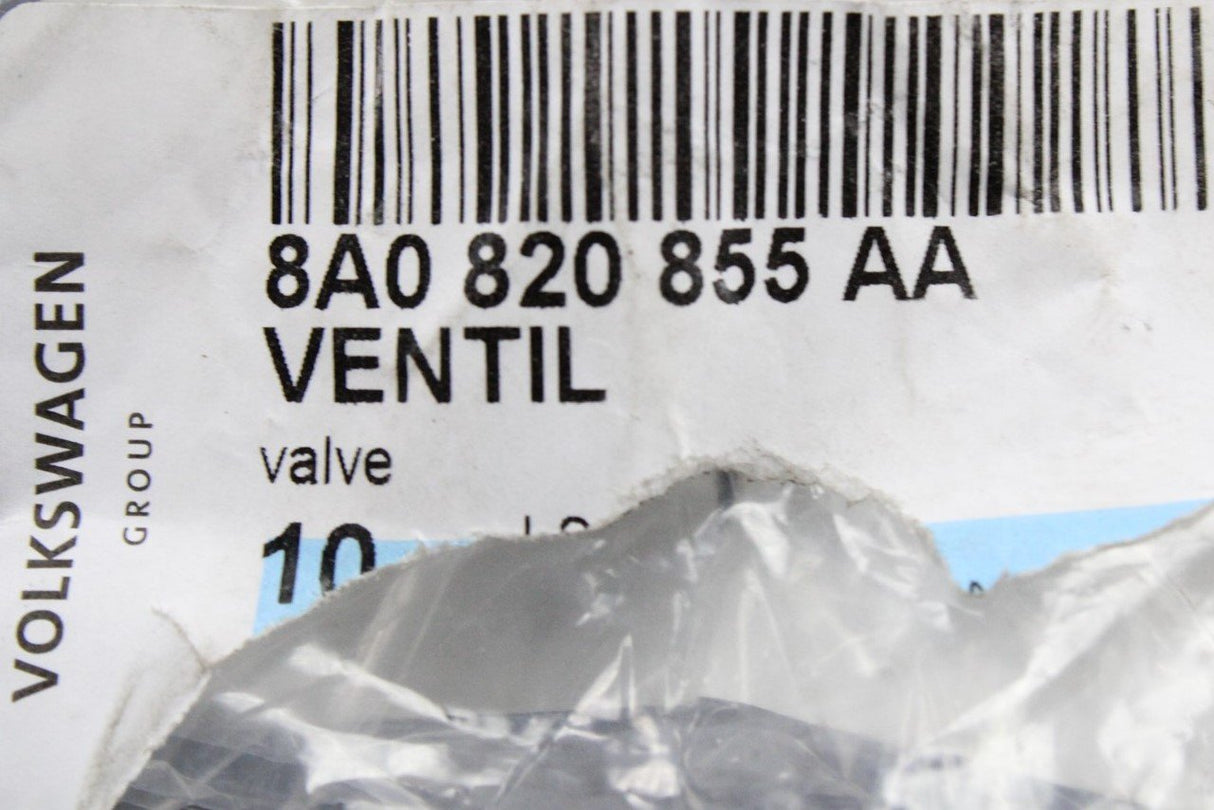 VOLKSWAGEN
GROUP
8A0 820 855 AA
VENTIL
valve
10